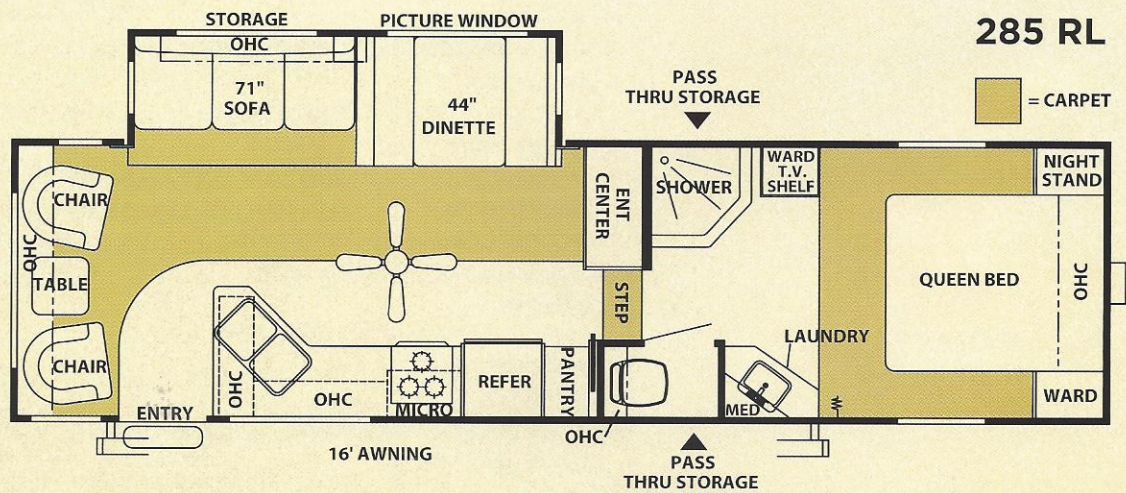 STORAGE
PICTURE WINDOW
285 RL
OHC
71"
SOFA
44"
DINETTE
PASS
THRU STORAGE
= CARPET
CHAIR
OHC
TABLE
CHAIR
ENT
CENTER
SHOWER
WARD
T.V.
SHELF
NIGHT
STAND
QUEEN BED
OHC
STEP
LAUNDRY
OHC
OHC
MICRO
REFER
PANTRY
MED
WARD
ENTRY
OHC
16' AWNING
PASS
THRU STORAGE